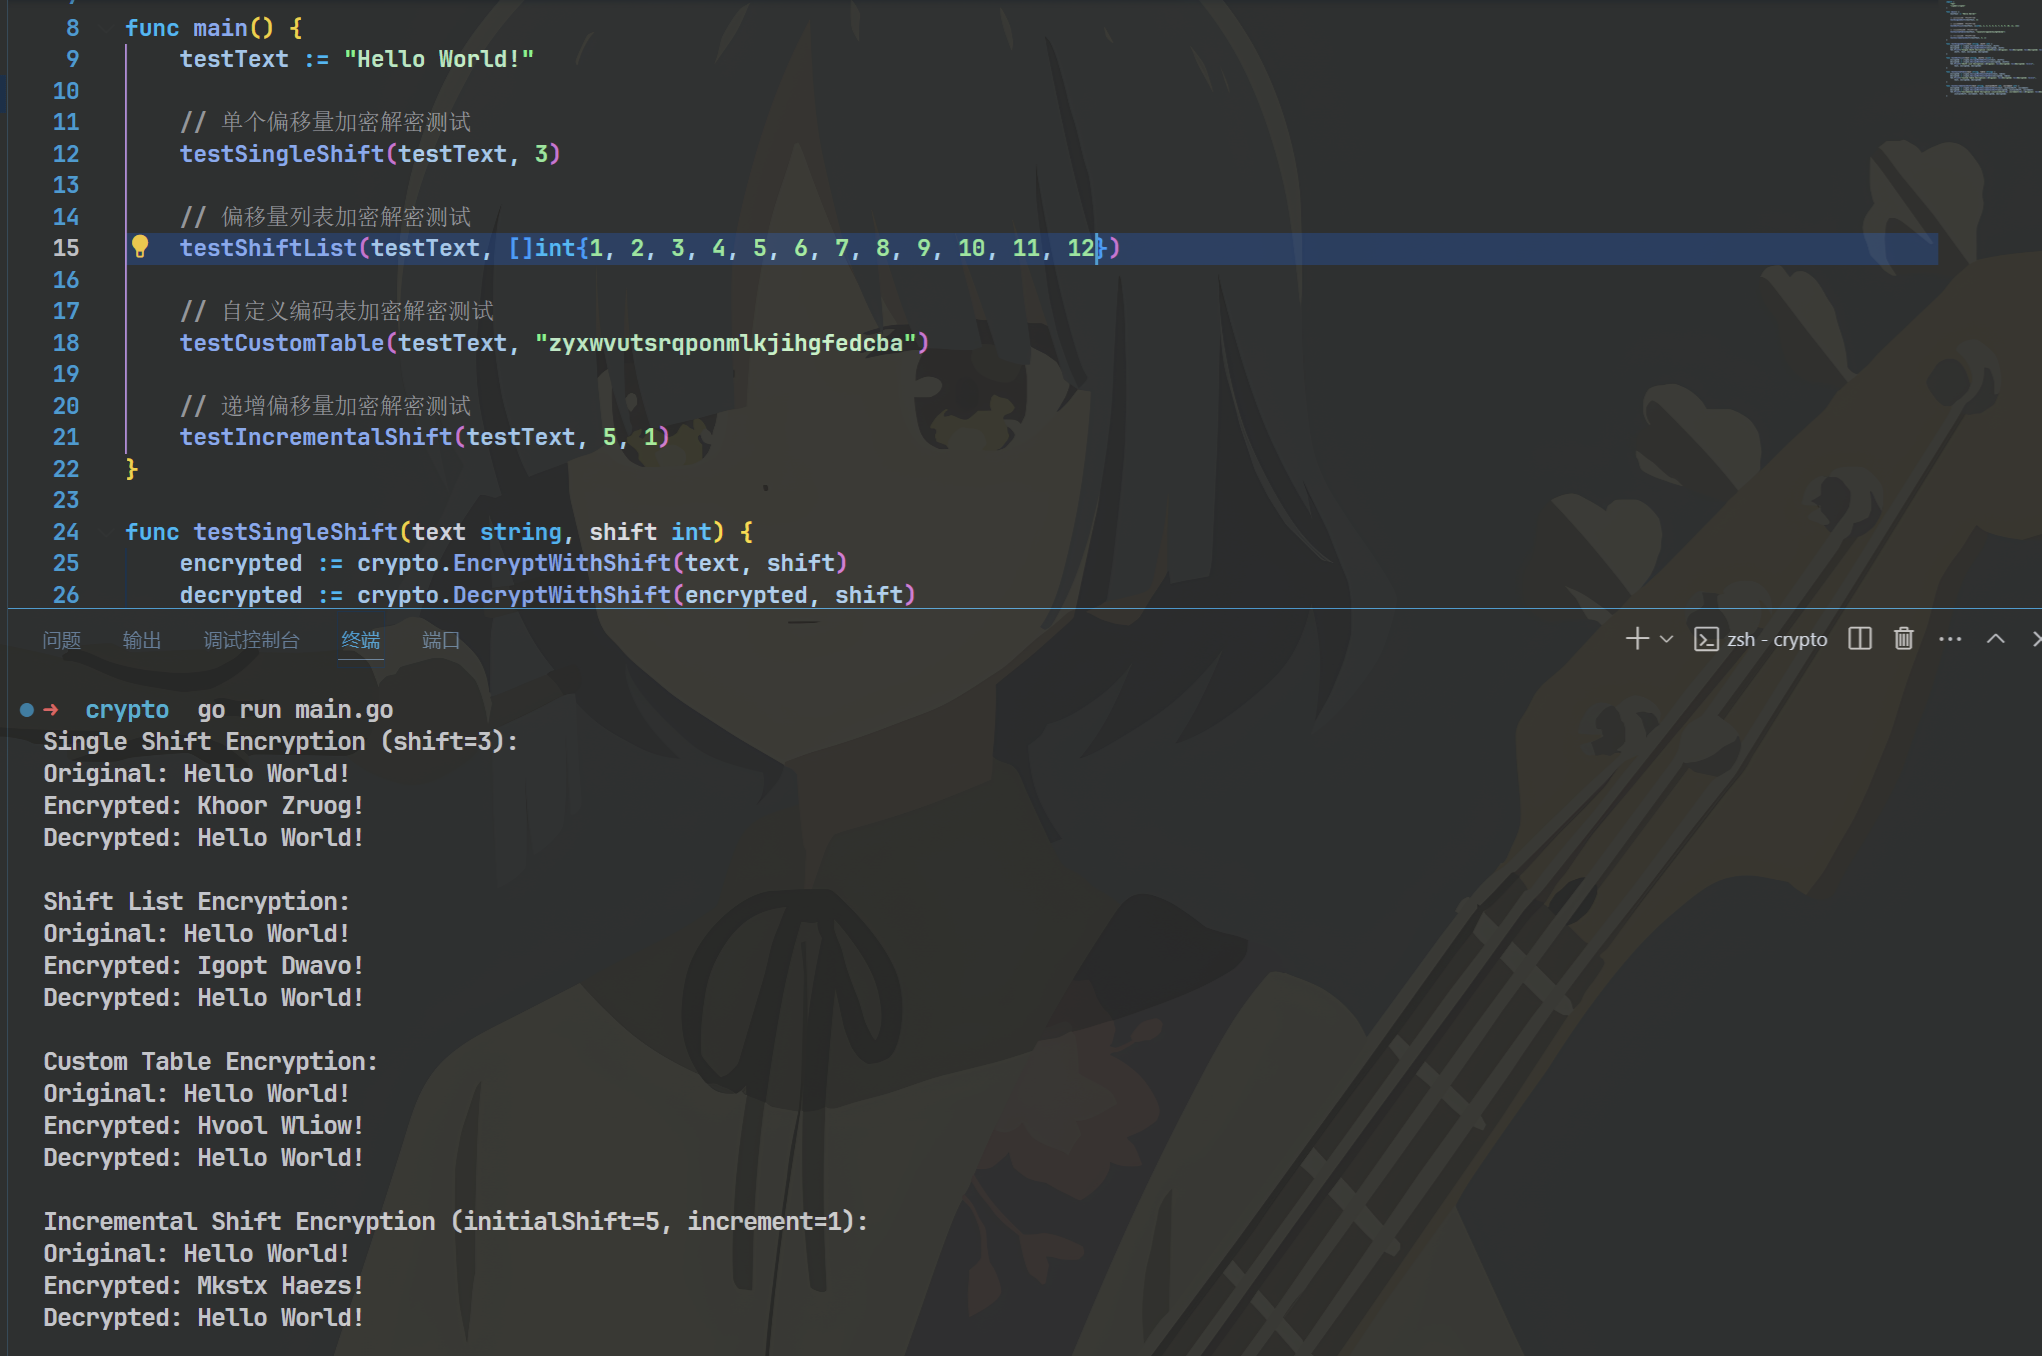 8 func main() {
9 testText := "Hello World!"
10
11 // 单个偏移量加密解密测试
12 testSingleShift(testText, 3)
13
14 // 偏移量列表加密解密测试
15 testShiftList(testText, []int{1, 2, 3, 4, 5, 6, 7, 8, 9, 10, 11, 12})
16
17 // 自定义编码表加密解密测试
18 testCustomTable(testText, "zyxwvutsrqponmlkjihgfedcba")
19
20 // 递增偏移量加密解密测试
21 testIncrementalShift(testText, 5, 1)
22 }
23
24 func testSingleShift(text string, shift int) {
25 encrypted := crypto.EncryptWithShift(text, shift)
26 decrypted := crypto.DecryptWithShift(encrypted, shift)
问题 输出 调试控制台 终端 端口 zsh - crypto
➜ crypto go run main.go
Single Shift Encryption (shift=3):
Original: Hello World!
Encrypted: Khoor Zruog!
Decrypted: Hello World!
Shift List Encryption:
Original: Hello World!
Encrypted: Igopt Dwavo!
Decrypted: Hello World!
Custom Table Encryption:
Original: Hello World!
Encrypted: Hvool Wliow!
Decrypted: Hello World!
Incremental Shift Encryption (initialShift=5, increment=1):
Original: Hello World!
Encrypted: Mkstx Haezs!
Decrypted: Hello World!